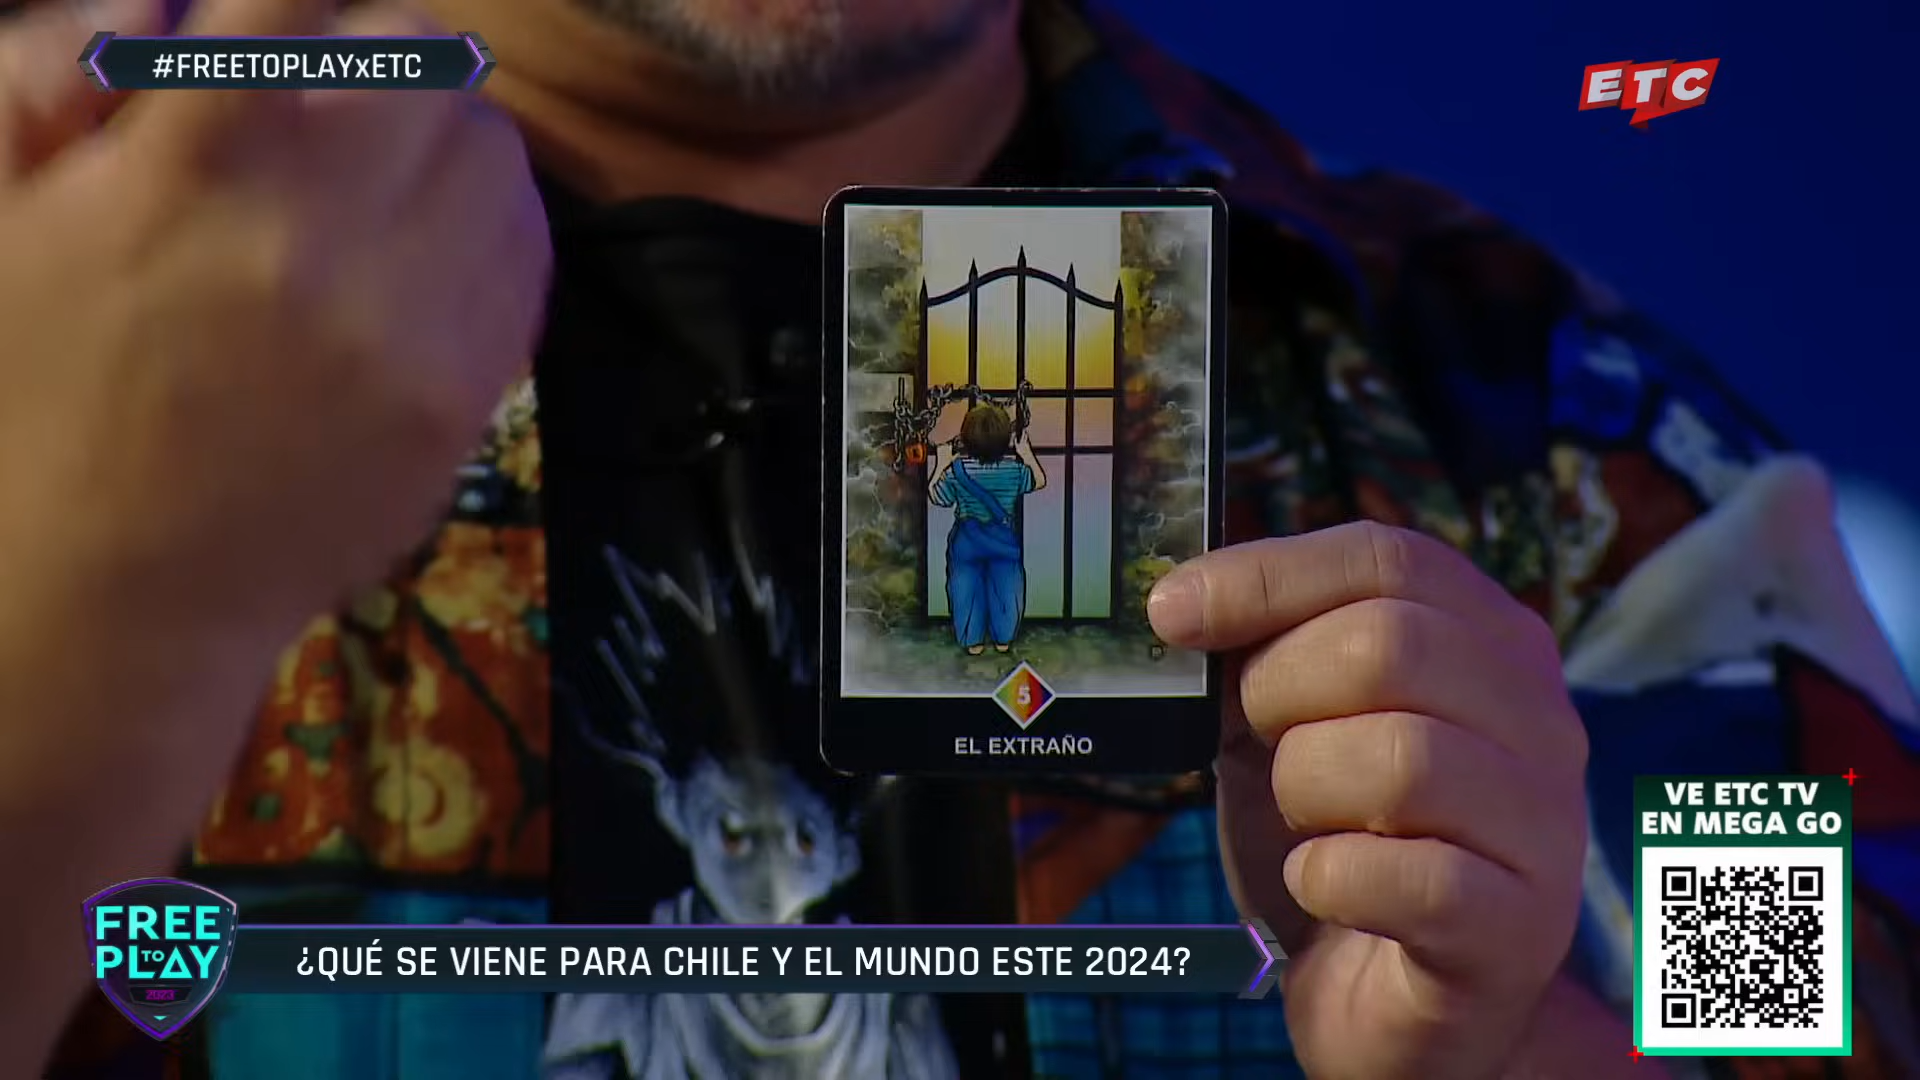 #FREETOPLAYxETC
ETC
5
EL EXTRAÑO
VE ETC TV
EN MEGA GO
FREE
TO
PLAY
2023
¿QUÉ SE VIENE PARA CHILE Y EL MUNDO ESTE 2024?